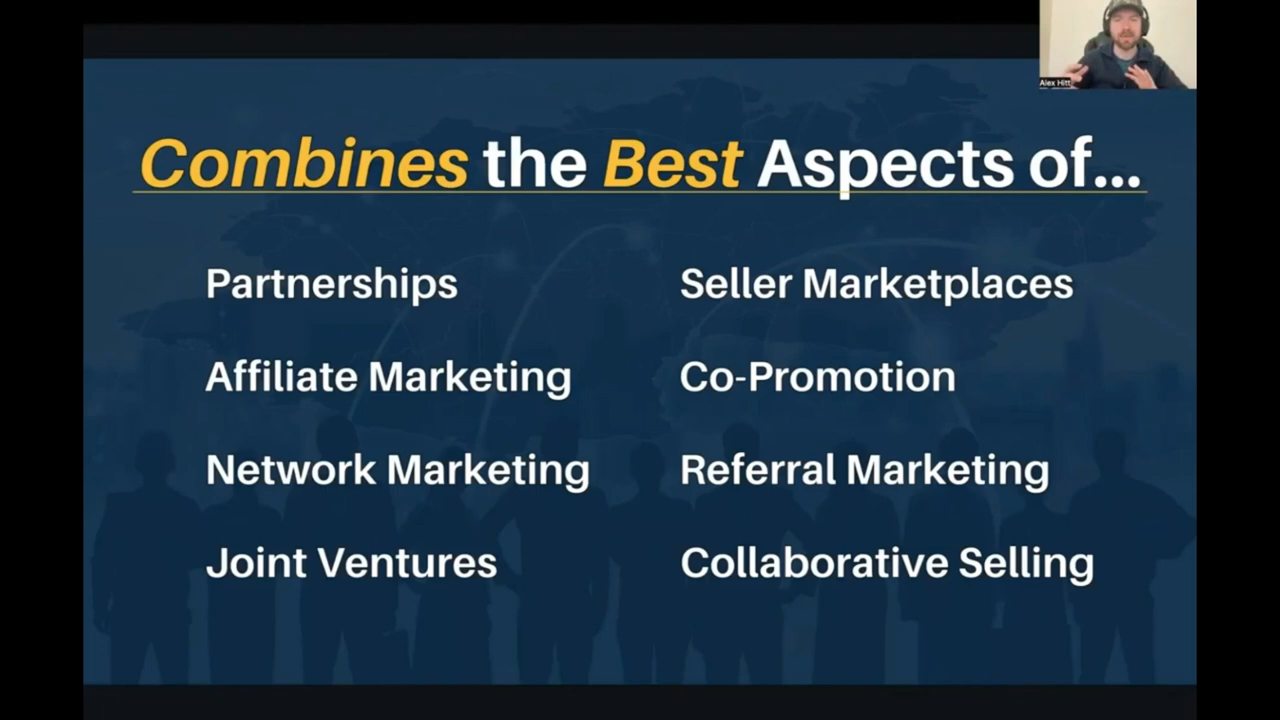 Alex Hitt
Combines the Best Aspects of...
Partnerships
Affiliate Marketing
Network Marketing
Joint Ventures
Seller Marketplaces
Co-Promotion
Referral Marketing
Collaborative Selling